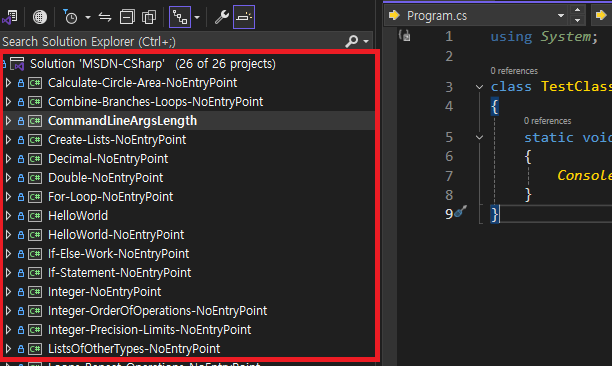 Program.cs
Search Solution Explorer (Ctrl+;)
Solution 'MSDN-CSharp' (26 of 26 projects)
C# Calculate-Circle-Area-NoEntryPoint
C# Combine-Branches-Loops-NoEntryPoint
C# CommandLineArgsLength
C# Create-Lists-NoEntryPoint
C# Decimal-NoEntryPoint
C# Double-NoEntryPoint
C# For-Loop-NoEntryPoint
C# HelloWorld
C# HelloWorld-NoEntryPoint
C# If-Else-Work-NoEntryPoint
C# If-Statement-NoEntryPoint
C# Integer-NoEntryPoint
C# Integer-OrderOfOperations-NoEntryPoint
C# Integer-Precision-Limits-NoEntryPoint
C# ListsOfOtherTypes-NoEntryPoint
1 using System;
2
0 references
3 class TestClass
4 {
0 references
5 static void
6 {
7 Console
8 }
9 }